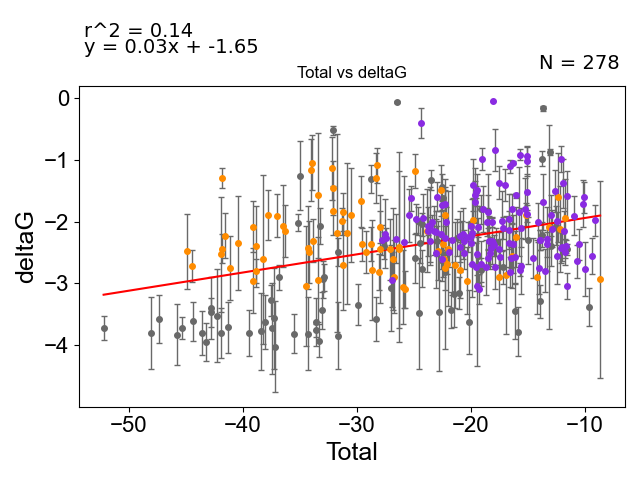 r^2 = 0.14
y = 0.03x + -1.65
N = 278
Total vs deltaG
0
−1
−2
−3
−4
deltaG
−50
−40
−30
−20
−10
Total